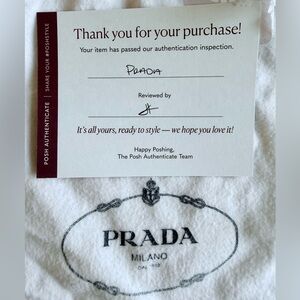 POSH AUTHENTICATE | SHARE YOUR #POSHSTYLE
Thank you for your purchase!
Your item has passed our authentication inspection.
PRADA
Reviewed by
It's all yours, ready to style — we hope you love it!
Happy Poshing,
The Posh Authenticate Team
PRADA
MILANO
DAL 1913